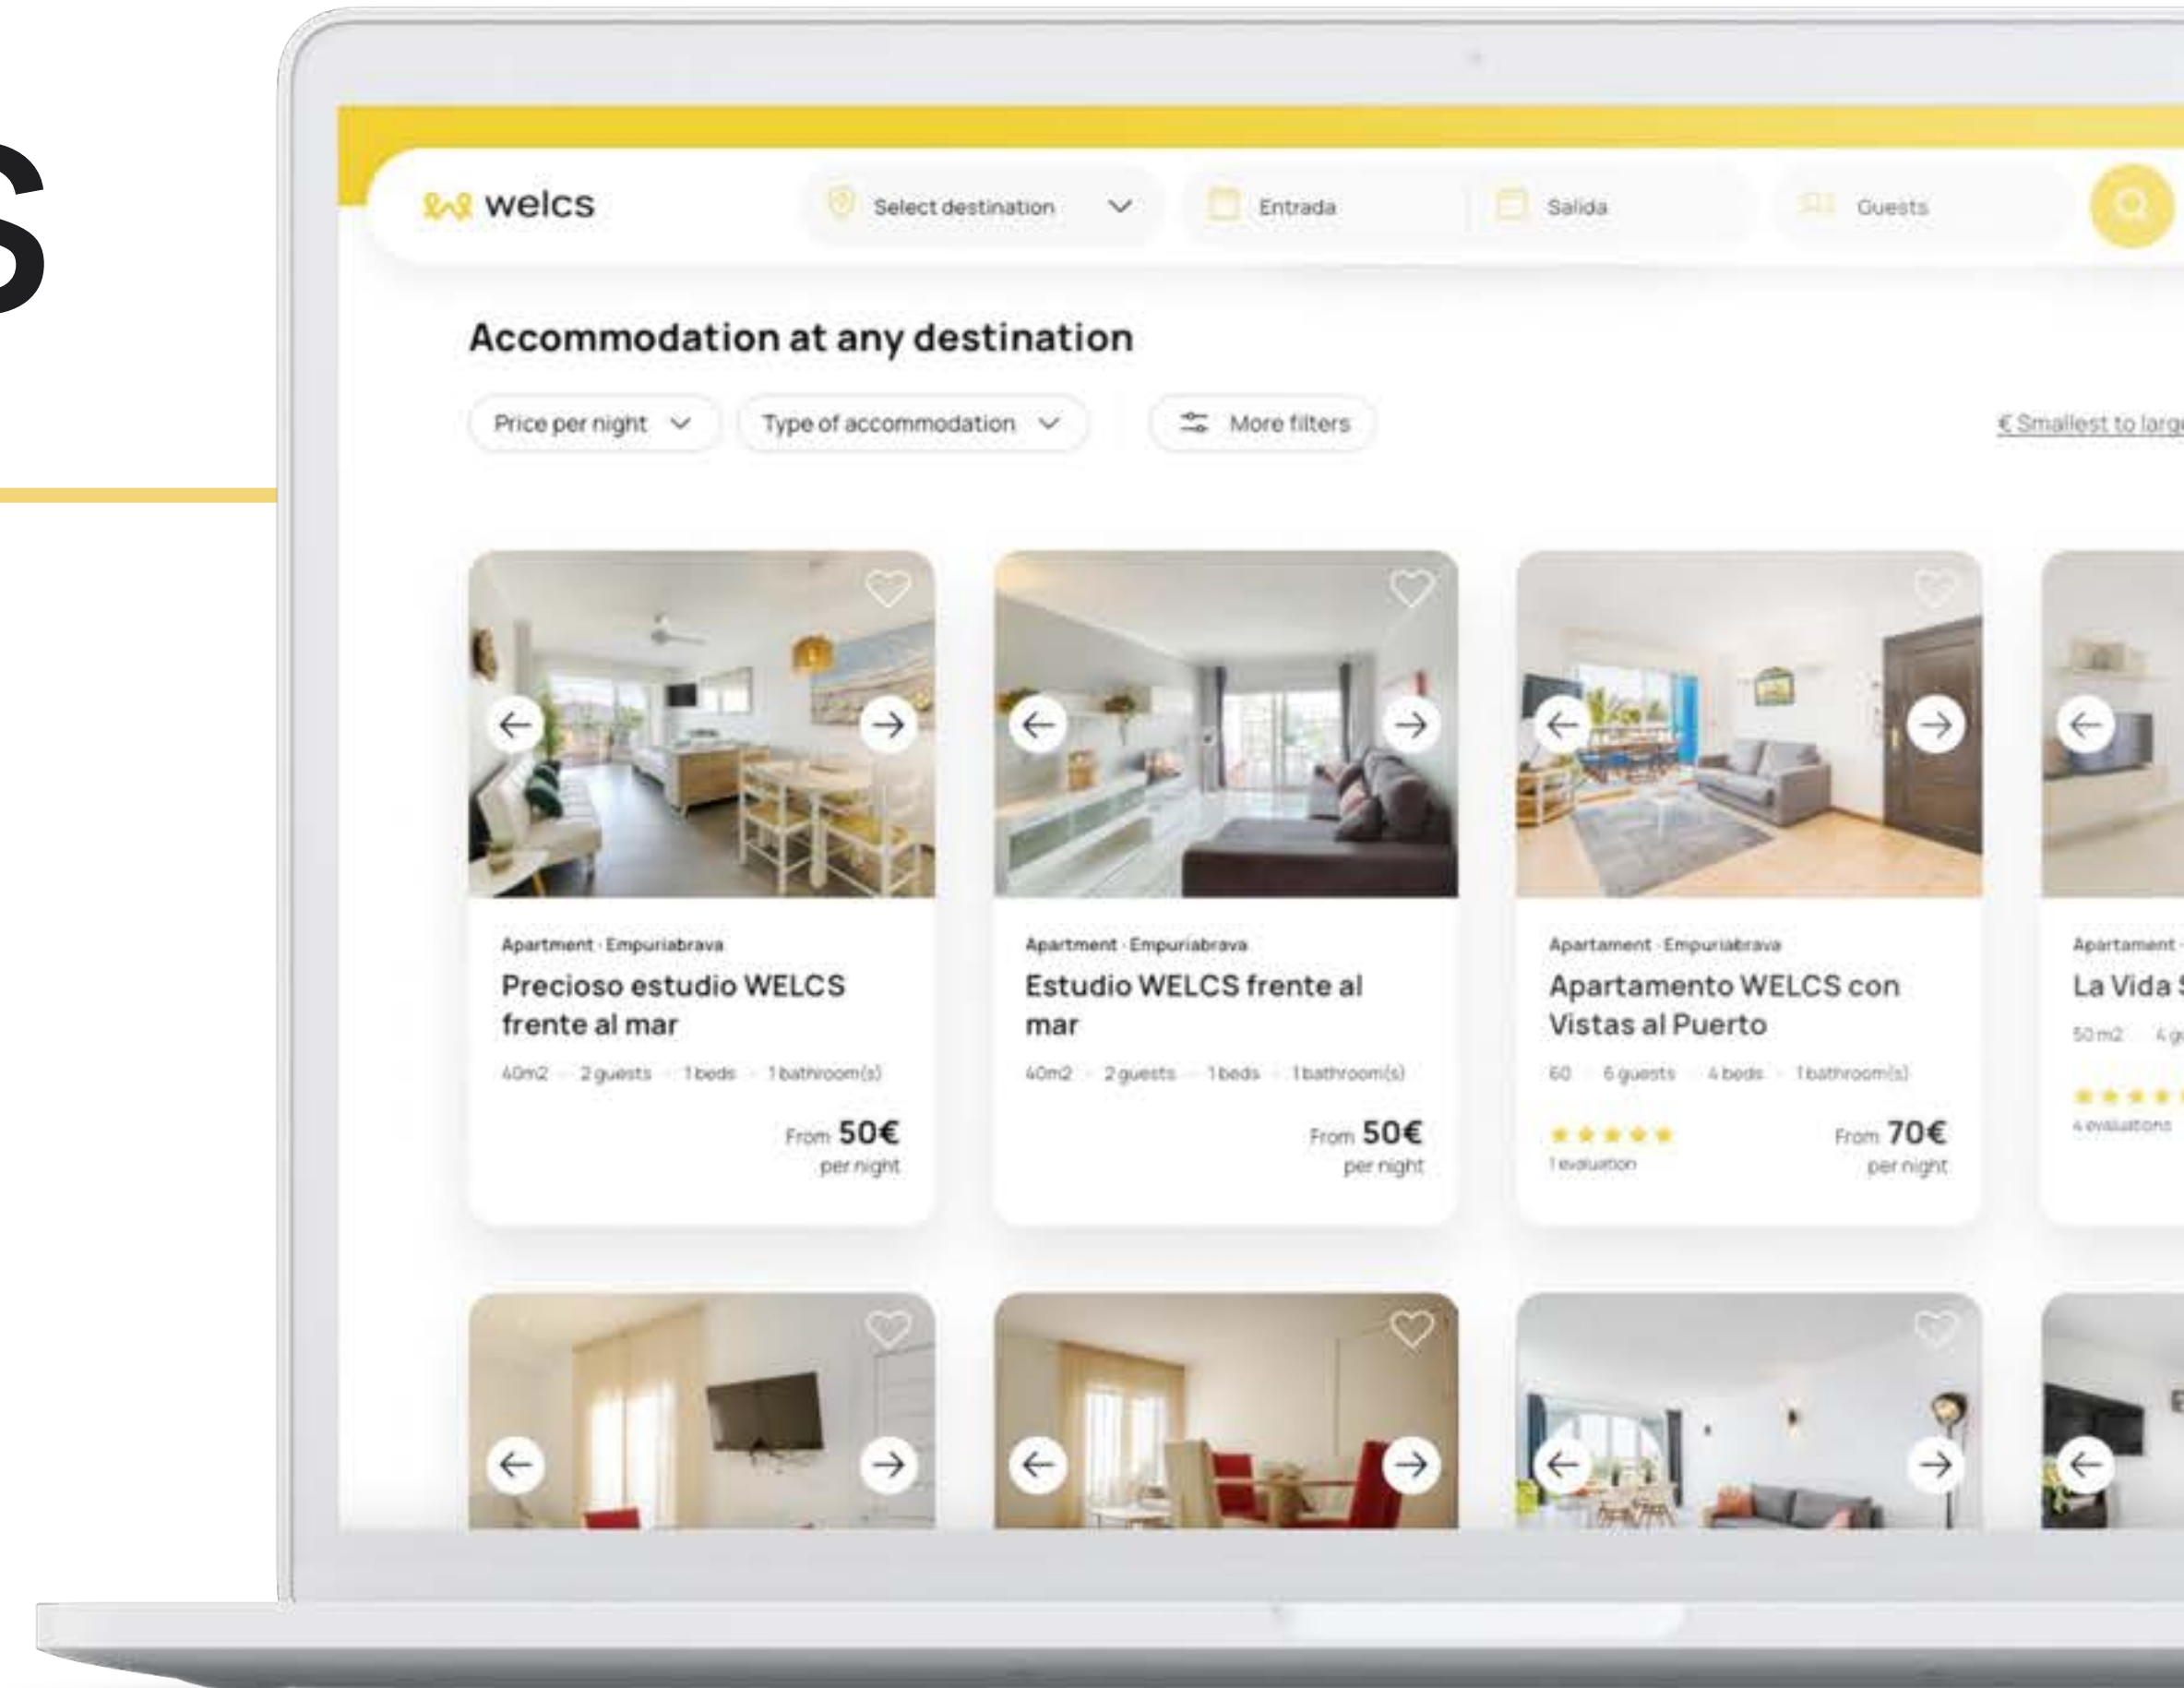 S
welcs
Select destination
Entrada
Salida
Guests
Accommodation at any destination
Price per night
Type of accommodation
More filters
€ Smallest to large
Apartment · Empuriabrava
Precioso estudio WELCS
frente al mar
40m2 · 2 guests · 1 beds · 1 bathroom(s)
From 50€
per night
Apartment · Empuriabrava
Estudio WELCS frente al
mar
40m2 · 2 guests · 1 beds · 1 bathroom(s)
From 50€
per night
Apartament · Empuriabrava
Apartamento WELCS con
Vistas al Puerto
60 · 6 guests · 4 beds · 1 bathroom(s)
From 70€
1 evaluation
per night
Apartament ·
La Vida
50 m2
4 evaluations